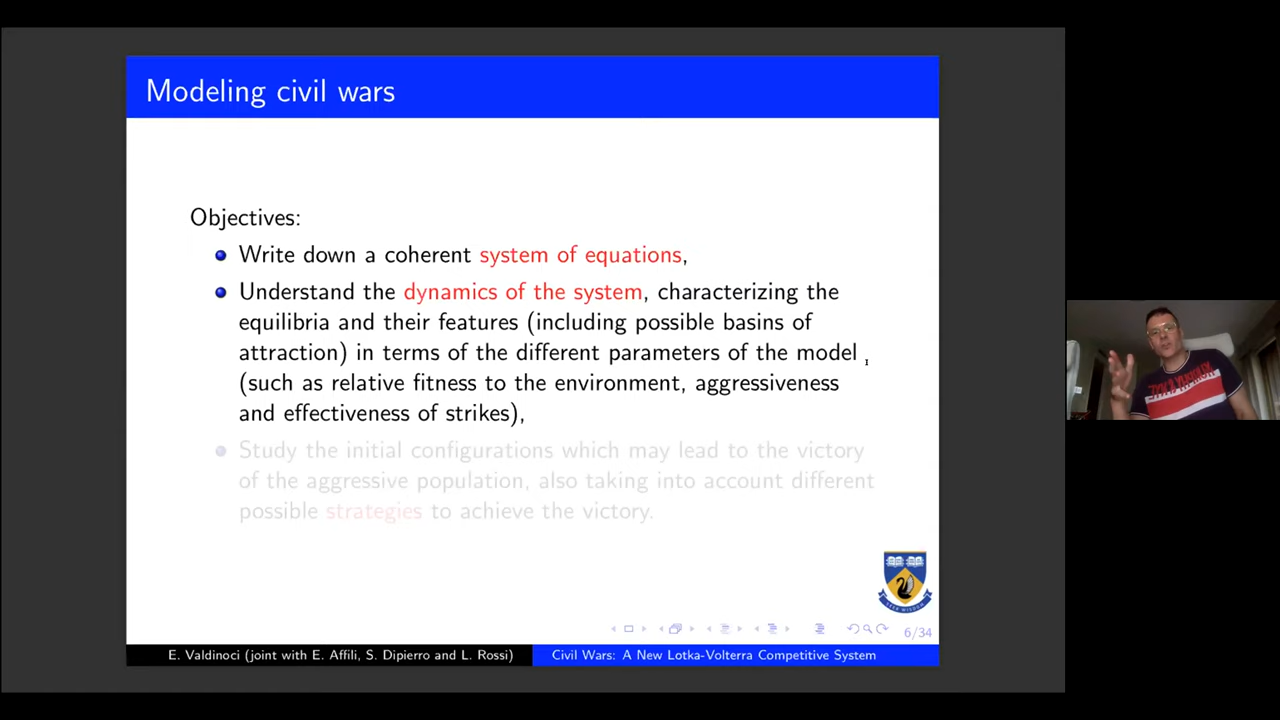 Modeling civil wars
Objectives:
Write down a coherent system of equations,
Understand the dynamics of the system, characterizing the
equilibria and their features (including possible basins of
attraction) in terms of the different parameters of the model
(such as relative fitness to the environment, aggressiveness
and effectiveness of strikes),
Study the initial configurations which may lead to the victory
of the aggressive population, also taking into account different
possible strategies to achieve the victory.
SEEK WISDOM
6/34
E. Valdinoci (joint with E. Affili, S. Dipierro and L. Rossi)
Civil Wars: A New Lotka-Volterra Competitive System